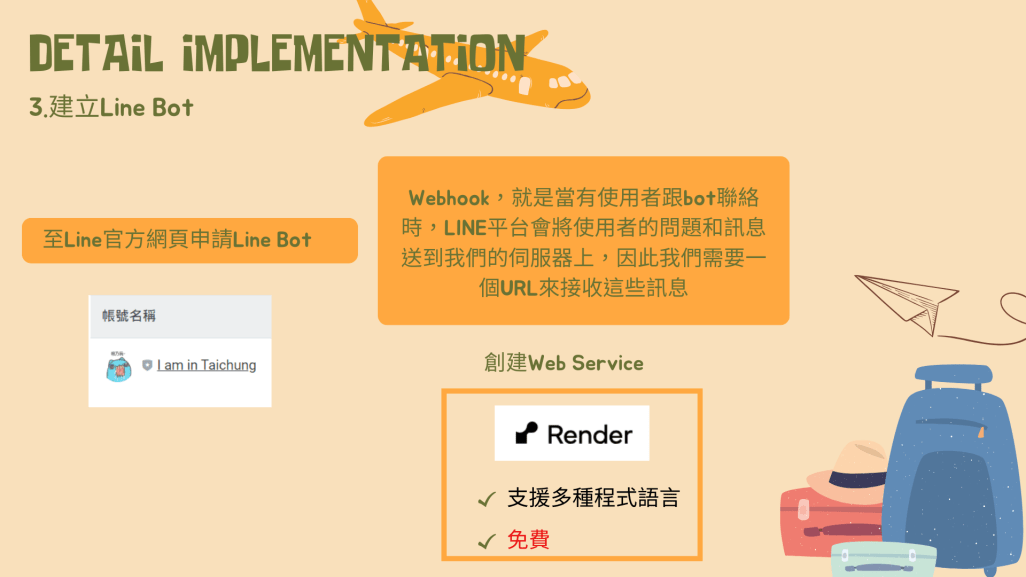 DETAIL IMPLEMENTATION
3.建立Line Bot
至Line官方網頁申請Line Bot
帳號名稱
I am in Taichung
Webhook，就是當有使用者跟bot聯絡
時，LINE平台會將使用者的問題和訊息
送到我們的伺服器上，因此我們需要一
個URL來接收這些訊息
創建Web Service
Render
支援多種程式語言
免費